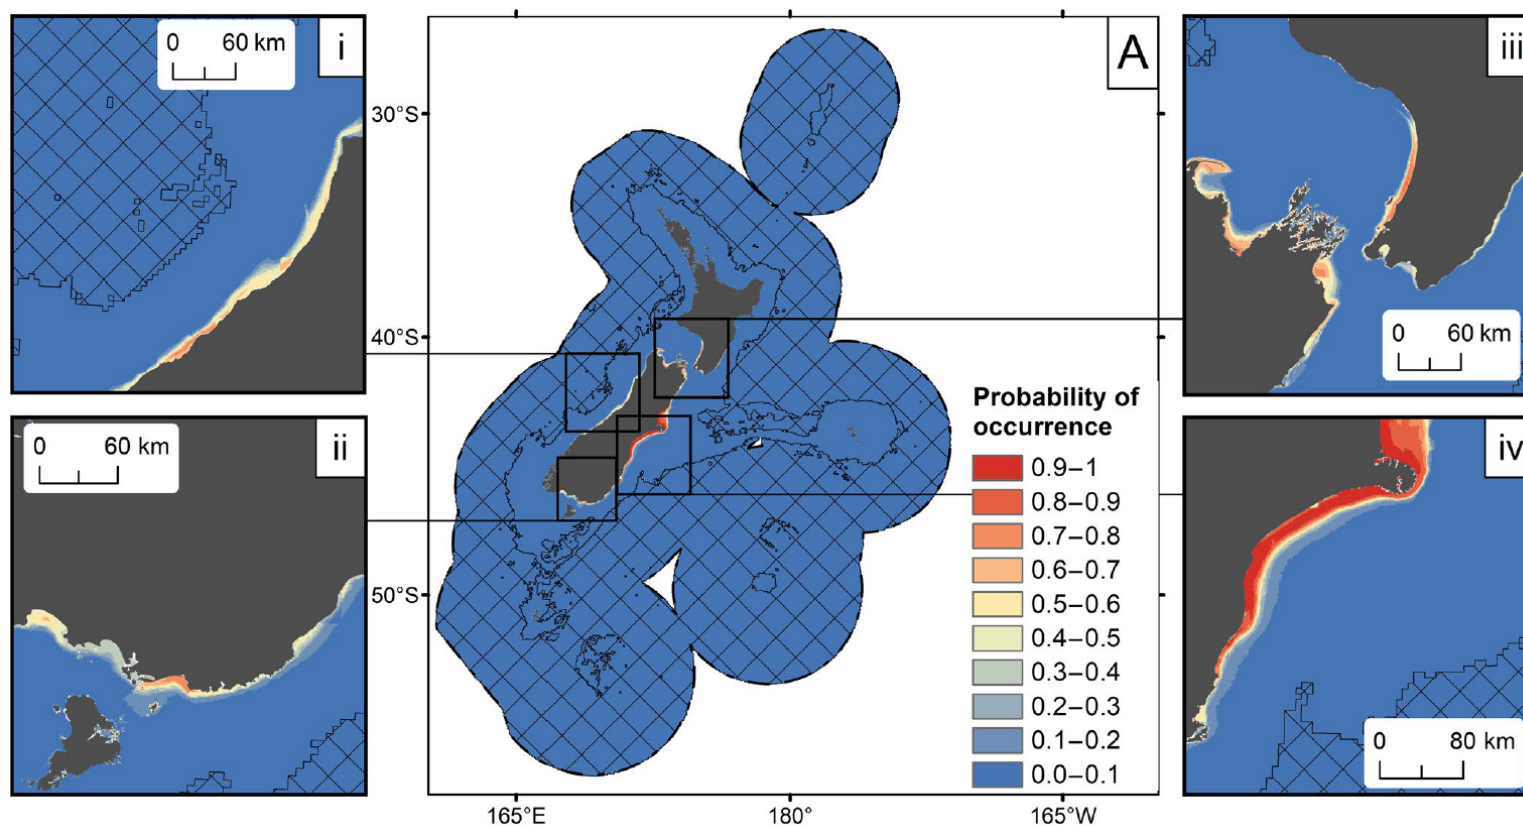 0 60 km
i
A
0 60 km
iii
30°S
40°S
50°S
0 60 km
ii
Probability of
occurrence
0.9–1
0.8–0.9
0.7–0.8
0.6–0.7
0.5–0.6
0.4–0.5
0.3–0.4
0.2–0.3
0.1–0.2
0.0–0.1
iv
0 80 km
165°E
180°
165°W